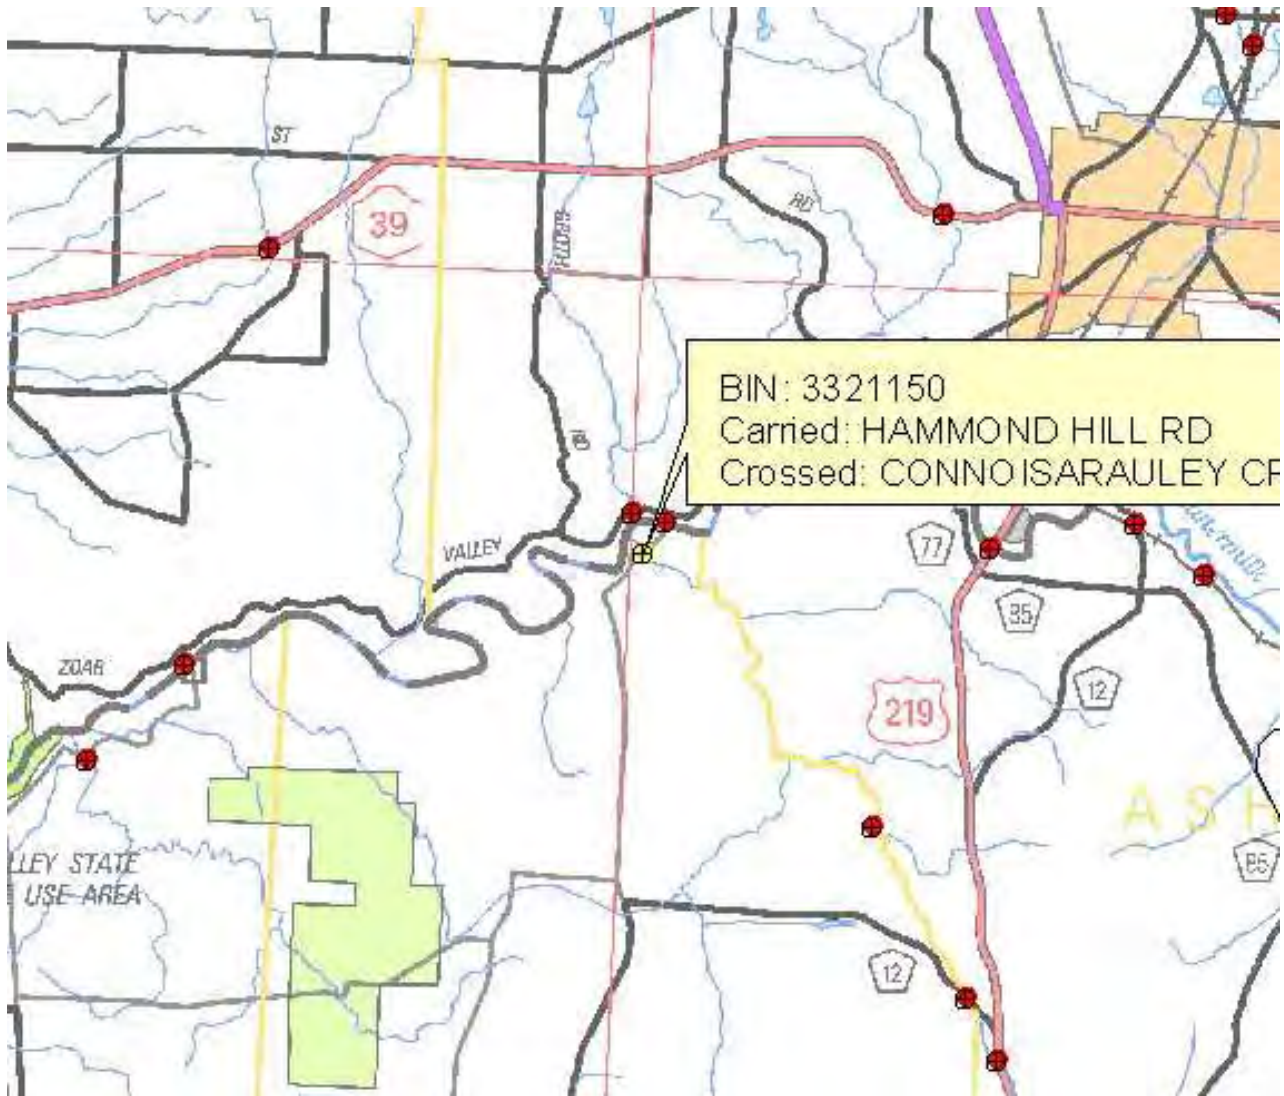 ST
39
RD
BIN: 3321150
Carried: HAMMOND HILL RD
Crossed: CONNOISARAULEY CR
RD
VALLEY
77
35
ZOAR
12
219
A S H
86
LLEY STATE
USE AREA
12